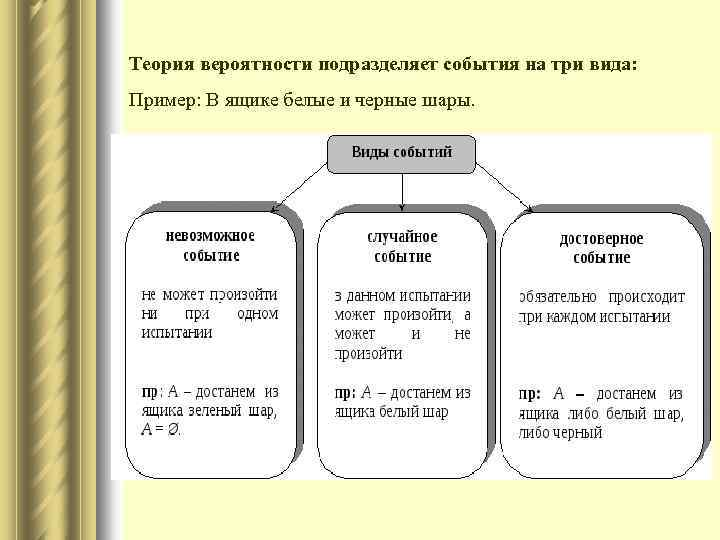 Теория вероятности подразделяет события на три вида:
Пример: В ящике белые и черные шары.
Виды событий
невозможное
событие
не может произойти
ни при одном
испытании
пр: А – достанем из
ящика зеленый шар,
А = Ø.
случайное
событие
в данном испытании
может произойти, а
может и не
произойти
пр: А – достанем из
ящика белый шар
достоверное
событие
обязательно происходит
при каждом испытании
пр: А – достанем из
ящика либо белый шар,
либо черный